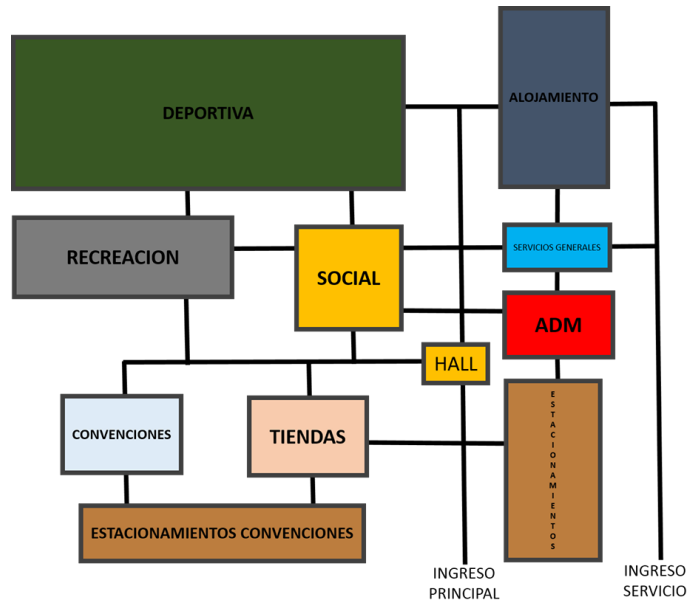 DEPORTIVA
ALOJAMIENTO
RECREACION
SOCIAL
SERVICIOS GENERALES
ADM
HALL
CONVENCIONES
TIENDAS
ESTACIONAMIENTOS
ESTACIONAMIENTOS CONVENCIONES
INGRESO
PRINCIPAL
INGRESO
SERVICIO